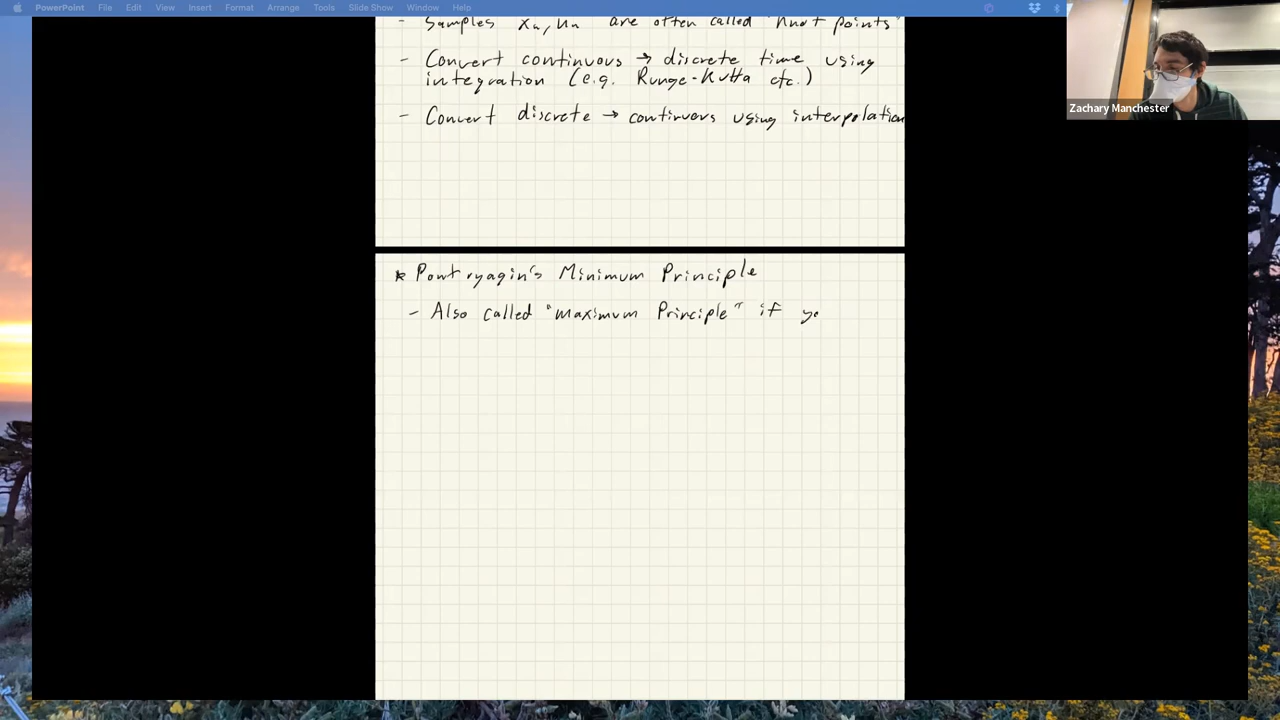 PowerPoint File Edit View Insert Format Arrange Tools Slide Show Window Help
- Samples xₙ, uₙ are often called "knot points"
- Convert continuous → discrete time using
integration (e.g. Runge-Kutta etc.)
- Convert discrete → continuous using interpolation
Zachary Manchester
* Pontryagin's Minimum Principle
- Also called "maximum Principle" if yo